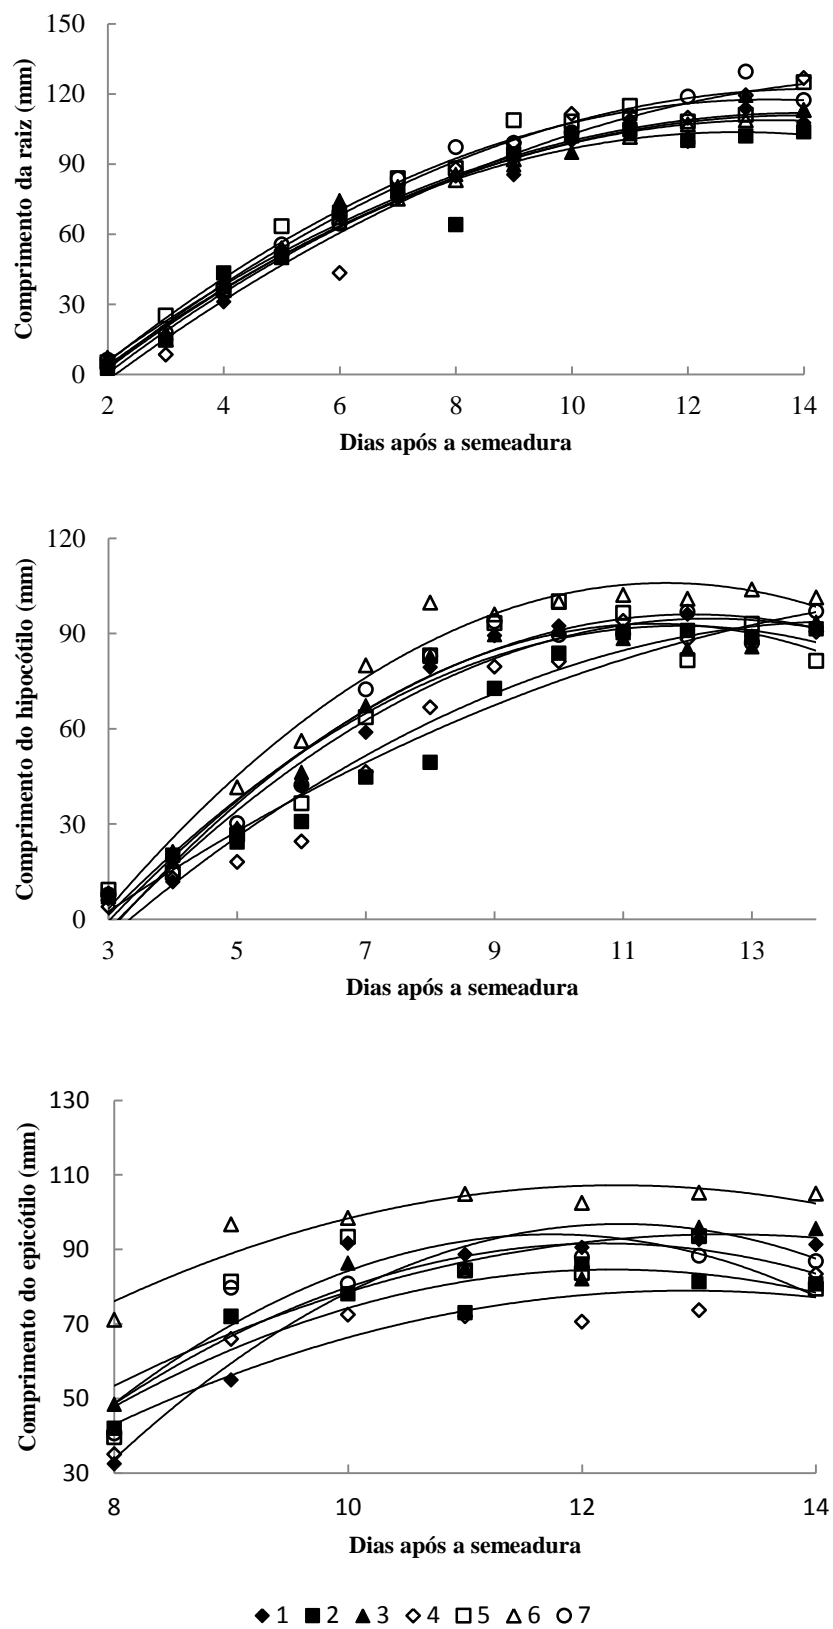 150
120
90
60
30
0
2 4 6 8 10 12 14
Comprimento da raiz (mm)
Dias após a semeadura
120
90
60
30
0
3 5 7 9 11 13
Comprimento do hipocótilo (mm)
Dias após a semeadura
130
110
90
70
50
30
8 10 12 14
Comprimento do epicótilo (mm)
Dias após a semeadura
1 2 3 4 5 6 7